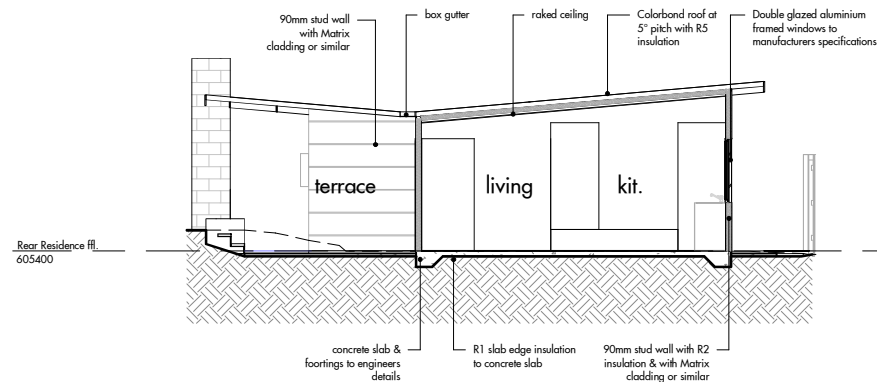 90mm stud wall
with Matrix
cladding or similar
box gutter
raked ceiling
Colorbond roof at
5° pitch with R5
insulation
Double glazed aluminium
framed windows to
manufacturers specifications
terrace
living
kit.
Rear Residence ffl.
605400
concrete slab &
foortings to engineers
details
R1 slab edge insulation
to concrete slab
90mm stud wall with R2
insulation & with Matrix
cladding or similar